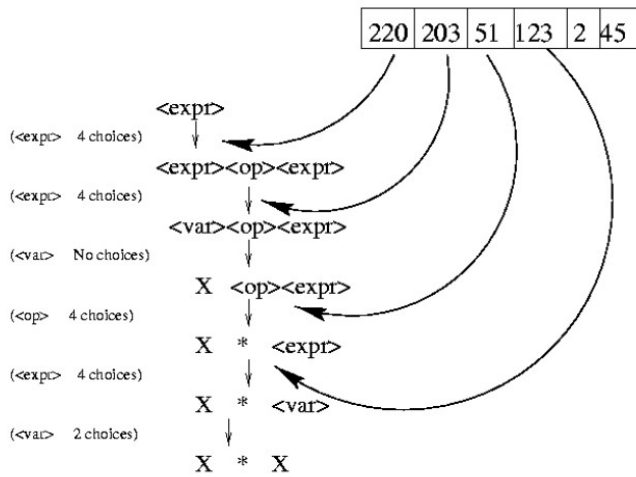 220 203 51 123 2 45
<expr>
(<expr> 4 choices)
<expr><op><expr>
(<expr> 4 choices)
<var><op><expr>
(<var> No choices)
X <op><expr>
(<op> 4 choices)
X * <expr>
(<expr> 4 choices)
X * <var>
(<var> 2 choices)
X * X